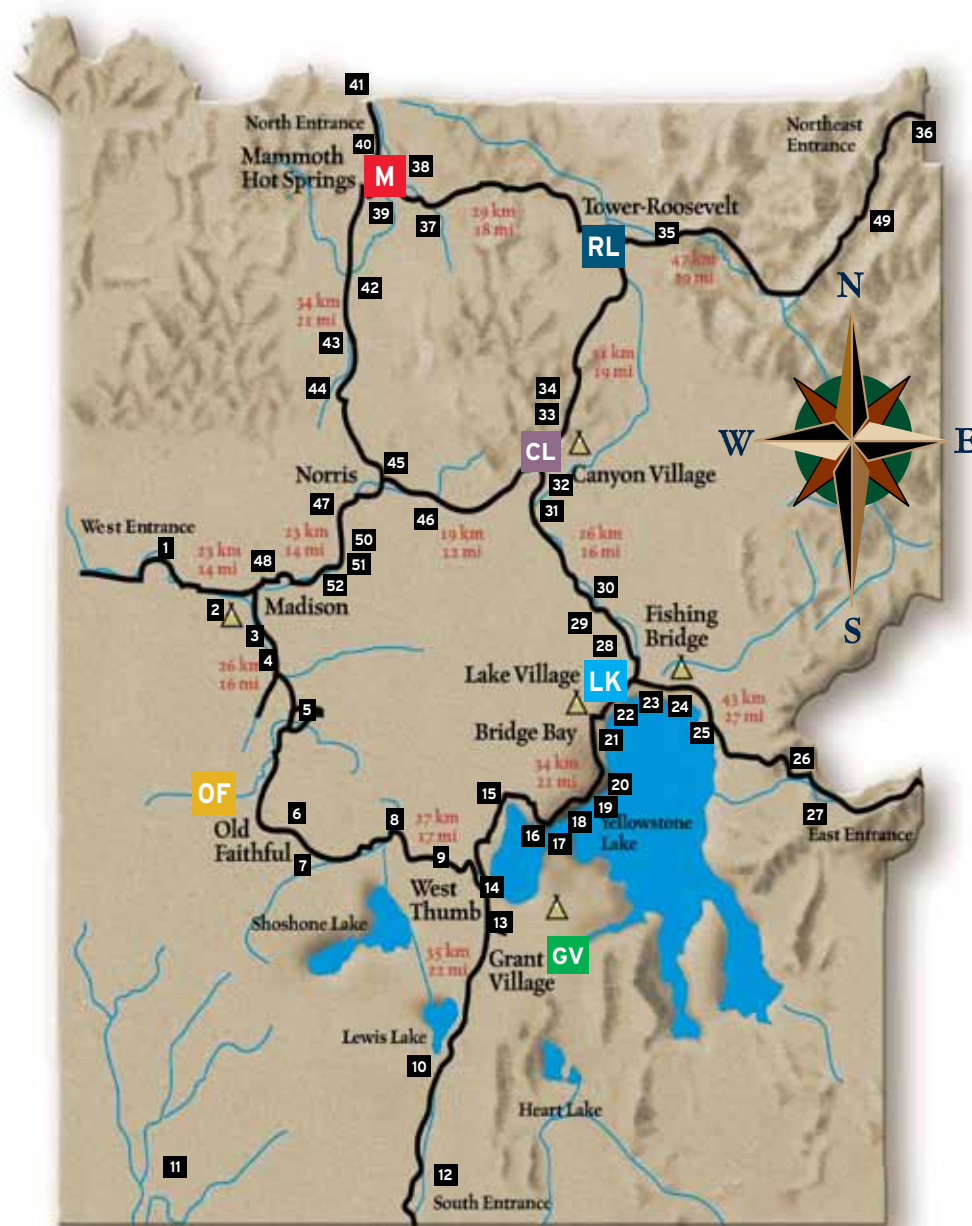 41
North Entrance
40
Mammoth
Hot Springs
M
38
39
37
29 km
18 mi
Tower-Roosevelt
RL
35
47 km
Northeast
Entrance
36
49
N
W
E
S
42
34 km
21 mi
43
44
19 mi
34
33
CL
Canyon Village
32
31
Norris
45
47
46
19 km
12 mi
West Entrance
1
23 km
14 mi
48
23 km
14 mi
50
51
52
Madison
2
3
4
26 km
16 mi
5
26 km
16 mi
30
29
28
Fishing
Bridge
Lake Village
LK
Bridge Bay
22
23
24
25
21
43 km
27 mi
26
27
East Entrance
34 km
21 mi
20
19
18
17
16
15
Yellowstone
Lake
OF
Old
Faithful
6
7
8
27 km
17 mi
9
West
Thumb
14
13
Shoshone Lake
35 km
22 mi
Grant
Village
GV
Lewis Lake
10
Heart Lake
11
12
South Entrance